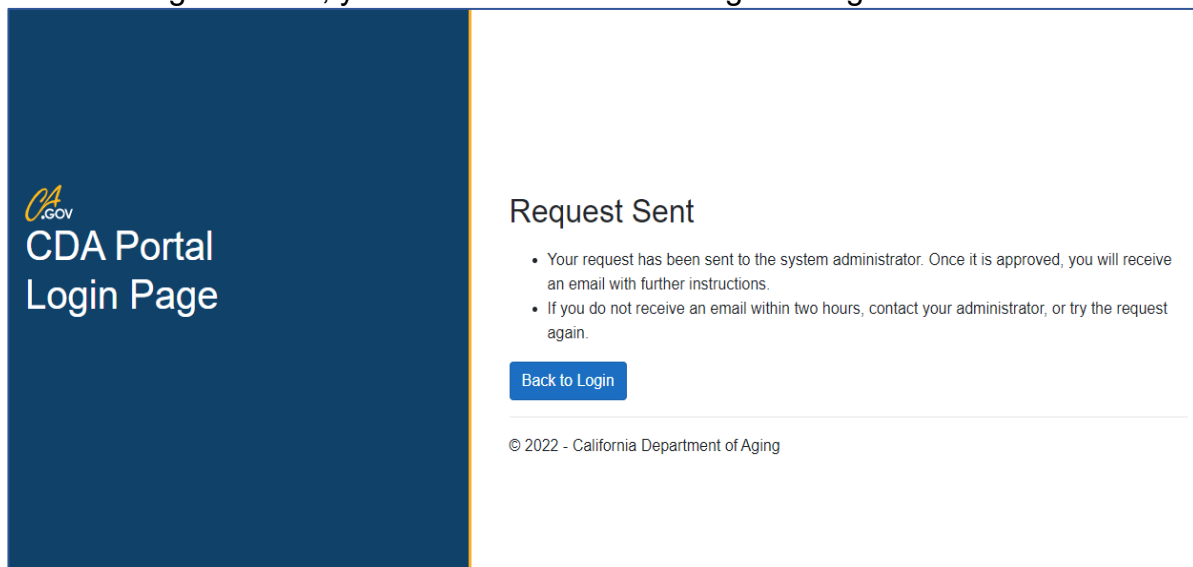 CA
.GOV
CDA Portal
Login Page
Request Sent
• Your request has been sent to the system administrator. Once it is approved, you will receive
an email with further instructions.
• If you do not receive an email within two hours, contact your administrator, or try the request
again.
Back to Login
© 2022 - California Department of Aging